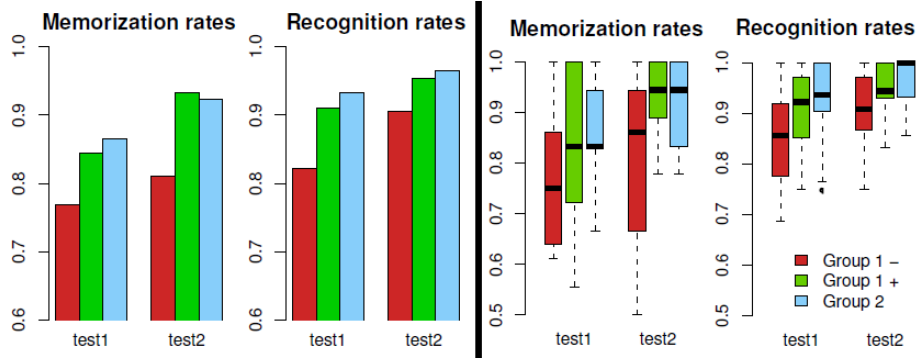 Memorization rates
1.0
0.9
0.8
0.7
0.6
test1 test2
Recognition rates
1.0
0.9
0.8
0.7
0.6
test1 test2
Memorization rates
1.0
0.9
0.8
0.7
0.6
0.5
test1 test2
Recognition rates
1.0
0.9
0.8
0.7
0.6
0.5
Group 1 −
Group 1 +
Group 2
test1 test2